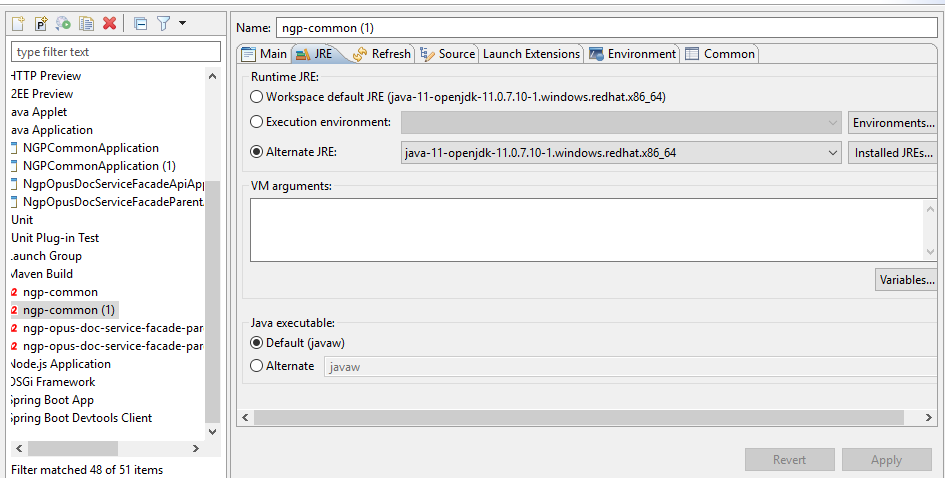 type filter text
HTTP Preview
2EE Preview
ava Applet
ava Application
NGPCommonApplication
NGPCommonApplication (1)
NgpOpusDocServiceFacadeApiApp
NgpOpusDocServiceFacadeParent
Unit
Unit Plug-in Test
Launch Group
Maven Build
ngp-common
ngp-common (1)
ngp-opus-doc-service-facade-par
ngp-opus-doc-service-facade-par
Node.js Application
OSGi Framework
Spring Boot App
Spring Boot Devtools Client
Filter matched 48 of 51 items
Name: ngp-common (1)
Main JRE Refresh Source Launch Extensions Environment Common
Runtime JRE:
Workspace default JRE (java-11-openjdk-11.0.7.10-1.windows.redhat.x86_64)
Execution environment: Environments...
Alternate JRE: java-11-openjdk-11.0.7.10-1.windows.redhat.x86_64 Installed JREs...
VM arguments:
Variables...
Java executable:
Default (javaw)
Alternate javaw
Revert Apply